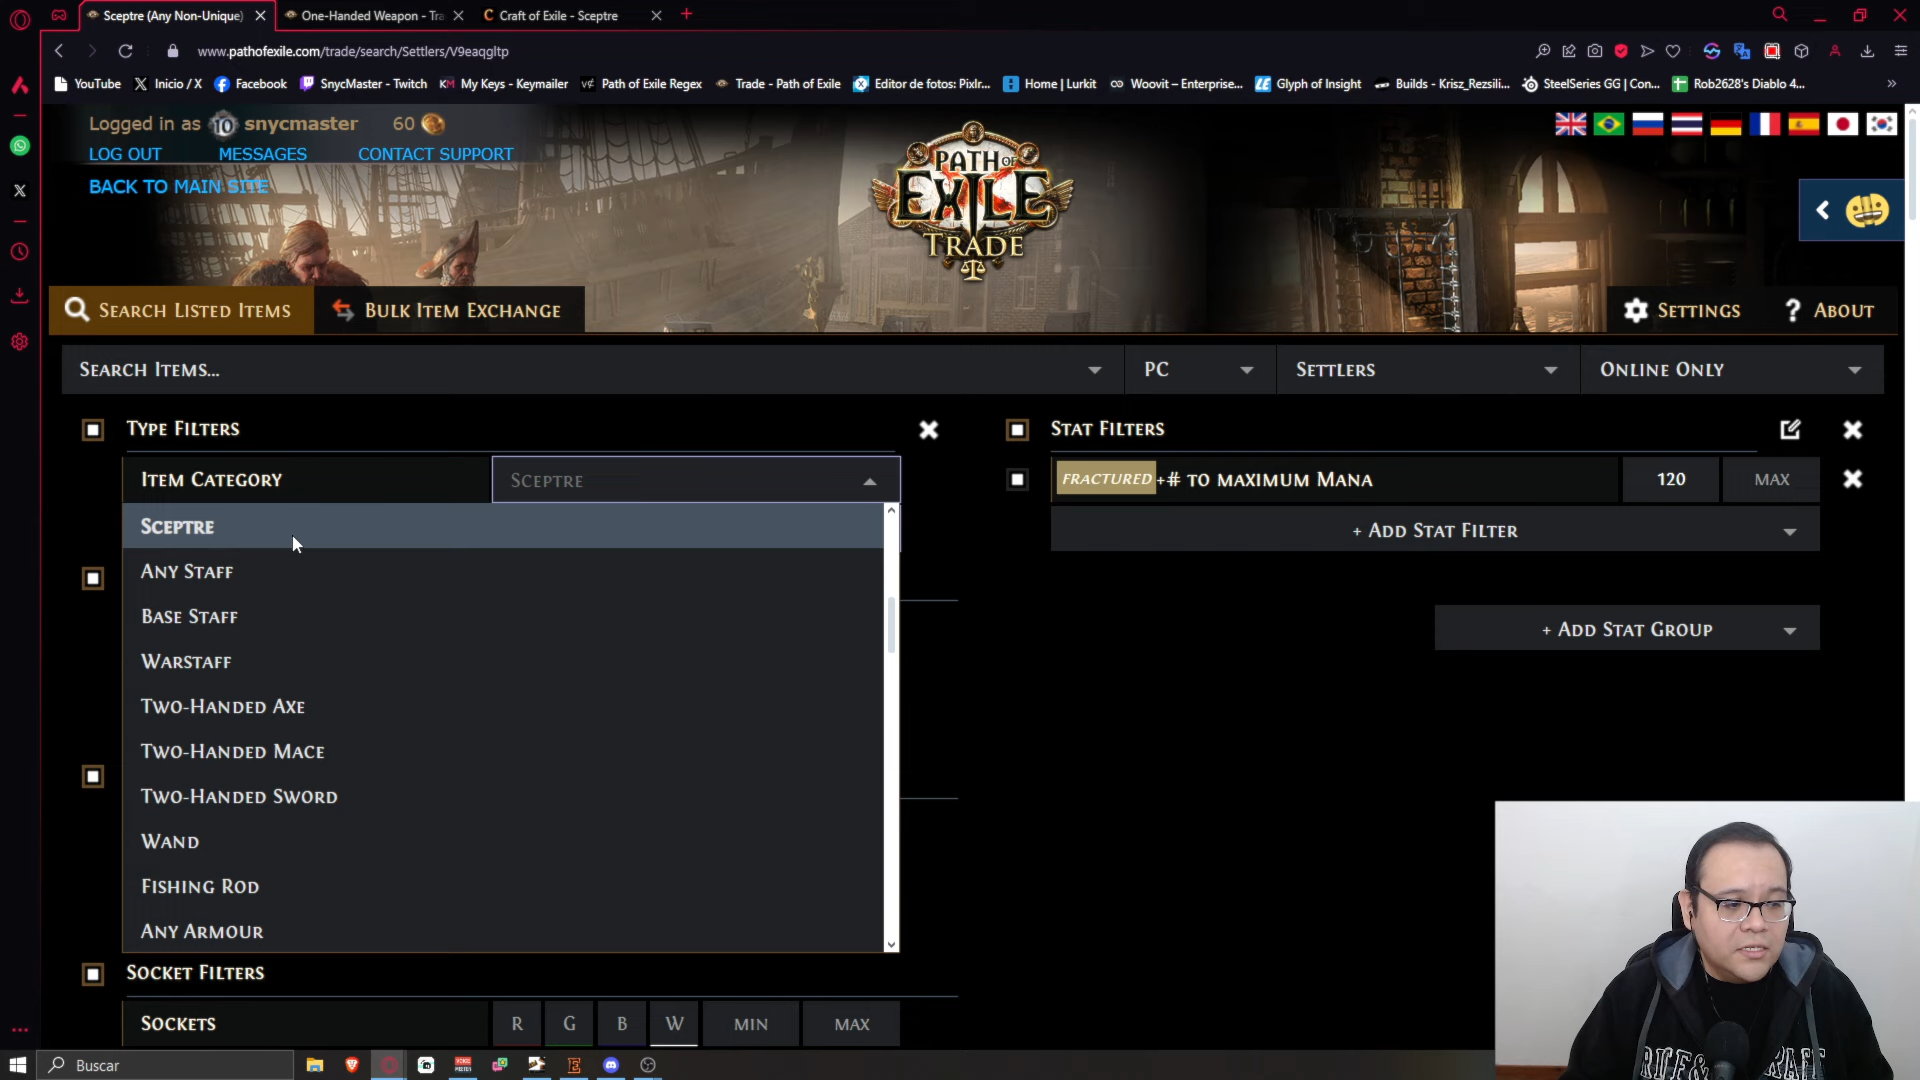 Sceptre (Any Non-Unique)
One-Handed Weapon - Tra
Craft of Exile - Sceptre
www.pathofexile.com/trade/search/Settlers/V9eaqgltp
YouTube
Inicio / X
Facebook
SnycMaster - Twitch
My Keys - Keymailer
Path of Exile Regex
Trade - Path of Exile
Editor de fotos: Pixlr...
Home | Lurkit
Woovit – Enterprise...
Glyph of Insight
Builds - Krisz_Rezsili...
SteelSeries GG | Con...
Rob2628's Diablo 4...
Logged in as snycmaster 60
LOG OUT MESSAGES CONTACT SUPPORT
BACK TO MAIN SITE
PATH OF
EXILE
TRADE
SEARCH LISTED ITEMS
BULK ITEM EXCHANGE
SETTINGS
? ABOUT
SEARCH ITEMS...
PC
SETTLERS
ONLINE ONLY
TYPE FILTERS
ITEM CATEGORY
SCEPTRE
SCEPTRE
ANY STAFF
BASE STAFF
WARSTAFF
TWO-HANDED AXE
TWO-HANDED MACE
TWO-HANDED SWORD
WAND
FISHING ROD
ANY ARMOUR
SOCKET FILTERS
SOCKETS
R G B W MIN MAX
STAT FILTERS
FRACTURED +# TO MAXIMUM MANA 120 MAX
+ ADD STAT FILTER
+ ADD STAT GROUP
Buscar